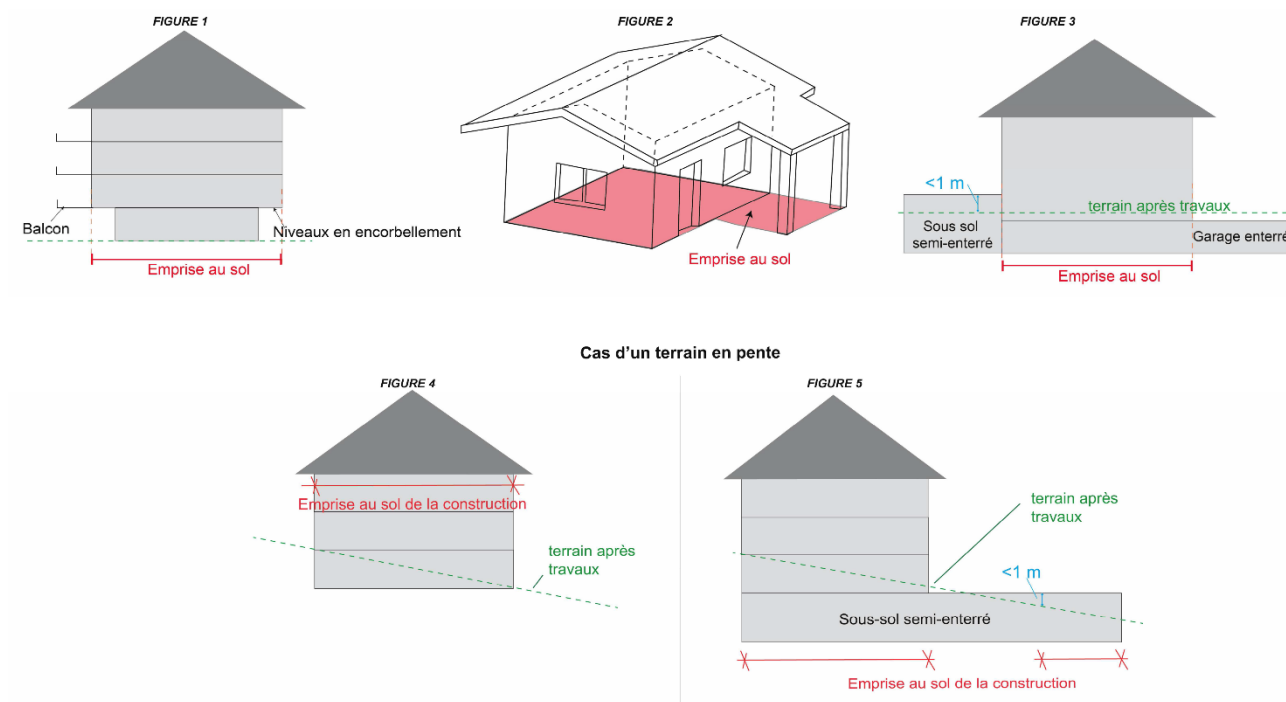 FIGURE 1
FIGURE 2
FIGURE 3
Balcon
Niveaux en encorbellement
Emprise au sol
Emprise au sol
<1 m
terrain après travaux
Sous sol
semi-enterré
Garage enterré
Emprise au sol
Cas d'un terrain en pente
FIGURE 4
FIGURE 5
Emprise au sol de la construction
terrain après
travaux
terrain après
travaux
<1 m
Sous-sol semi-enterré
Emprise au sol de la construction